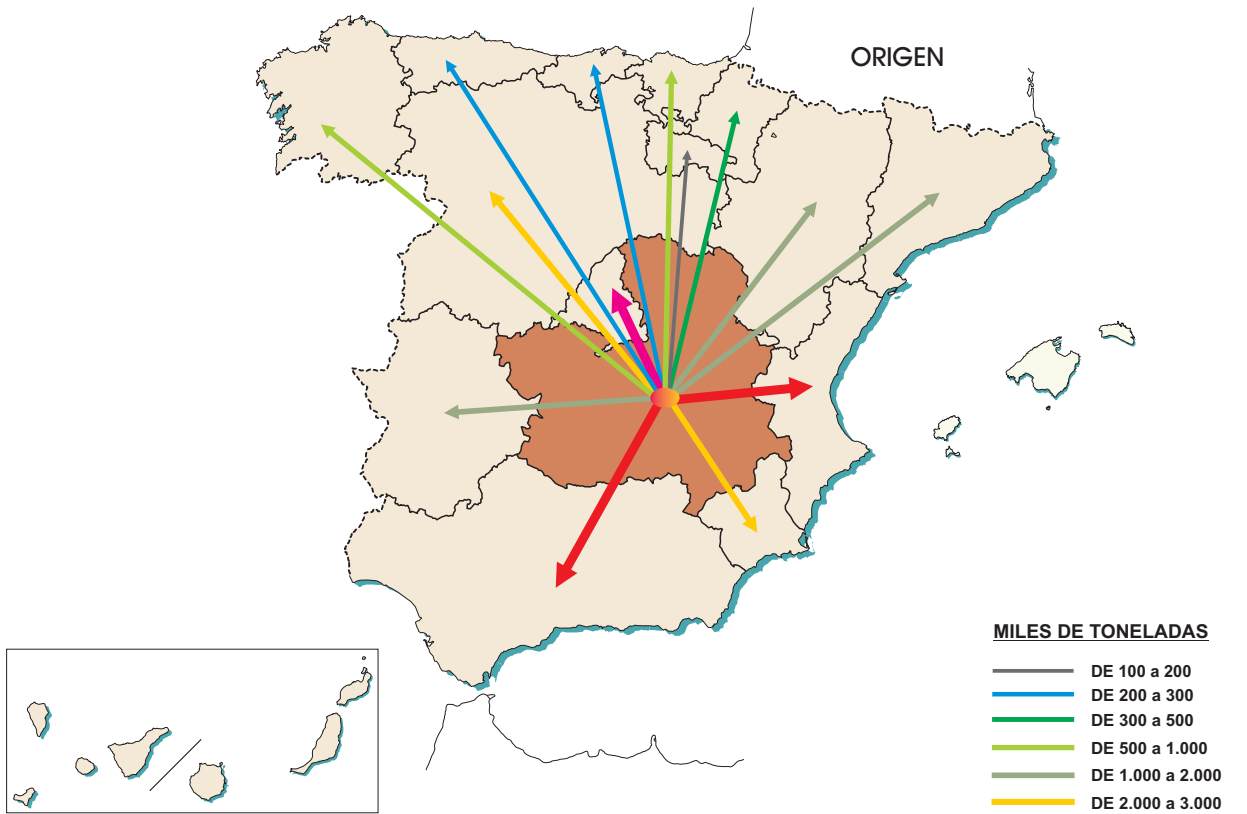 ORIGEN
MILES DE TONELADAS
DE 100 a 200
DE 200 a 300
DE 300 a 500
DE 500 a 1.000
DE 1.000 a 2.000
DE 2.000 a 3.000